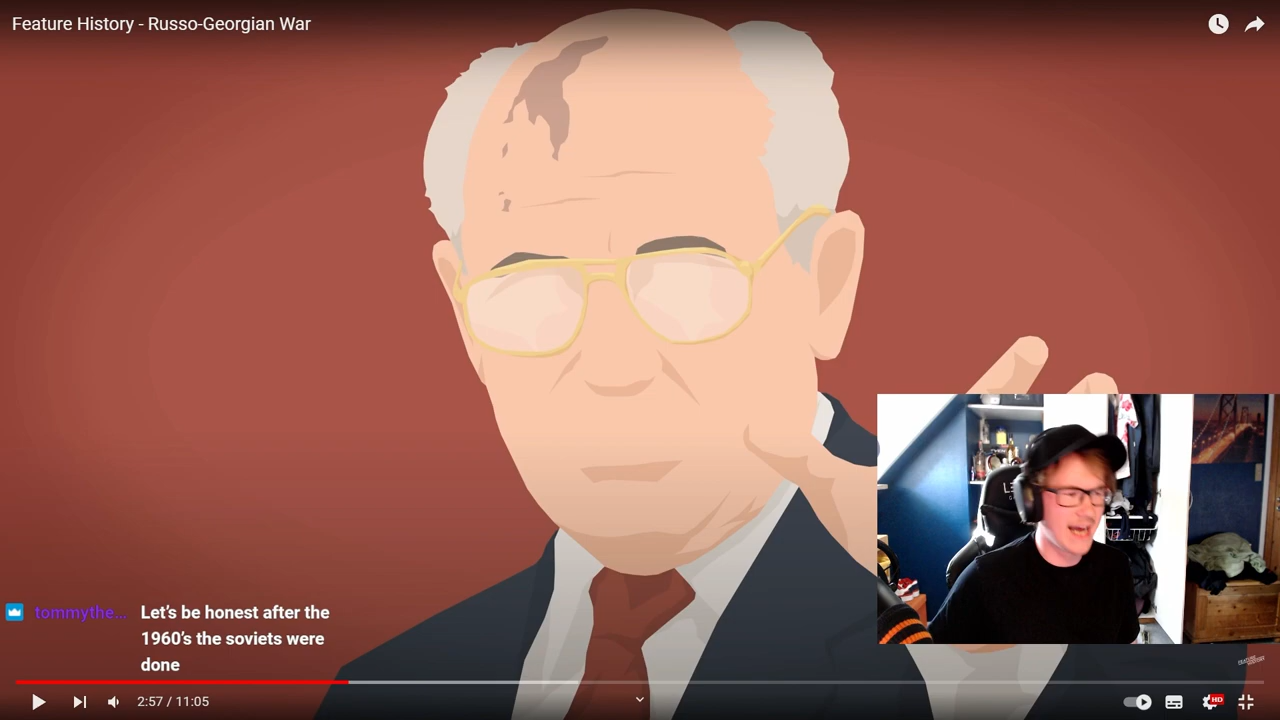 Feature History - Russo-Georgian War
tommythe...
Let's be honest after the
1960's the soviets were
done
2:57 / 11:05
HD